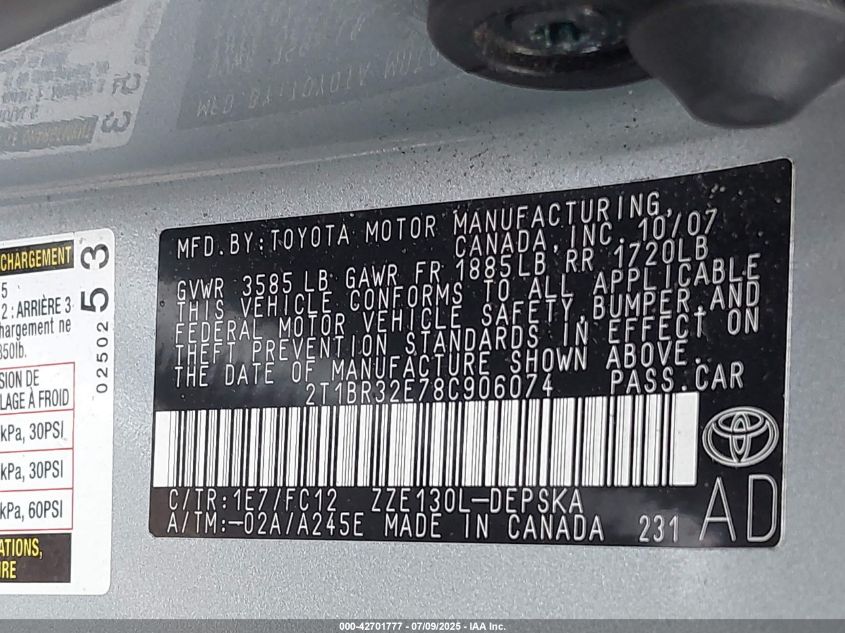 MFD.BY:TOYOTA MOTOR MANUFACTURING,
CANADA, INC. 10/07
GVWR 3585LB GAWR FR 1885LB RR 1720LB
THIS VEHICLE CONFORMS TO ALL APPLICABLE
FEDERAL MOTOR VEHICLE SAFETY,BUMPER,AND
THEFT PREVENTION STANDARDS IN EFFECT ON
THE DATE OF MANUFACTURE SHOWN ABOVE.
2T1BR32E78C906074 PASS.CAR
C/TR:1E7/FC12 ZZE130L-DEPSKA
A/TM:-02A/A245E MADE IN CANADA 231
AD
CHARGEMENT
5
2 : ARRIÈRE 3
hargement ne
850lb.
SION DE
LAGE À FROID
kPa, 30PSI
kPa, 30PSI
kPa, 60PSI
ATIONS,
IRE
02502 53
000-42701777 - 07/09/2025 - IAA Inc.